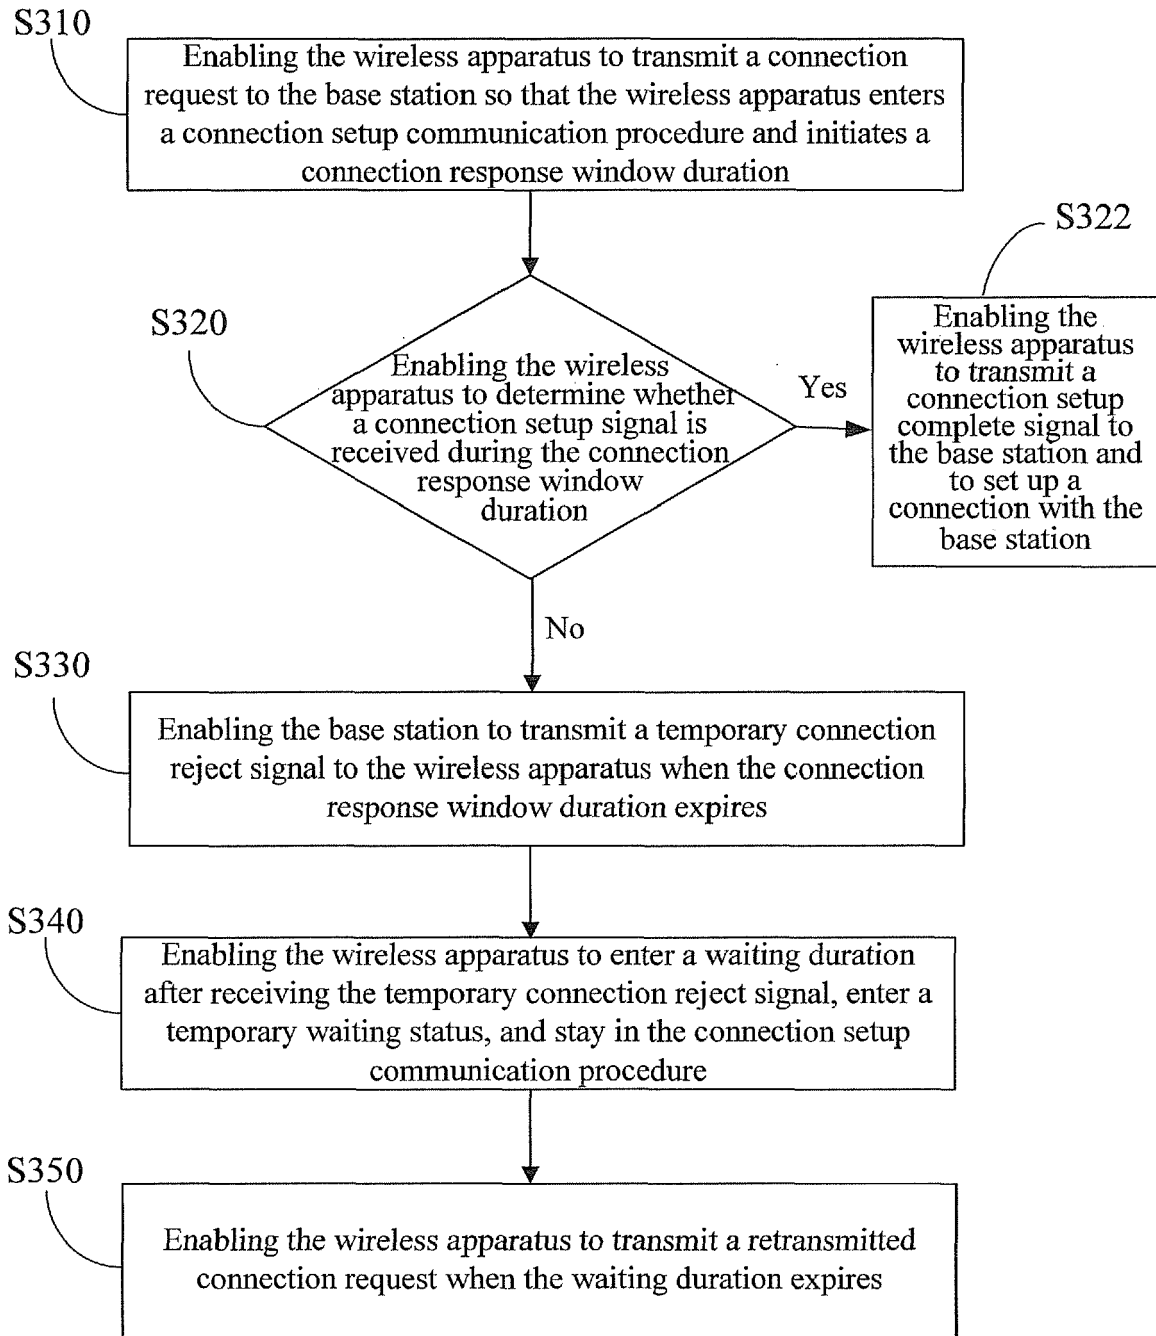 S310
Enabling the wireless apparatus to transmit a connection
request to the base station so that the wireless apparatus enters
a connection setup communication procedure and initiates a
connection response window duration
S320
Enabling the wireless
apparatus to determine whether
a connection setup signal is
received during the connection
response window
duration
Yes
S322
Enabling the
wireless apparatus
to transmit a
connection setup
complete signal to
the base station and
to set up a
connection with the
base station
No
S330
Enabling the base station to transmit a temporary connection
reject signal to the wireless apparatus when the connection
response window duration expires
S340
Enabling the wireless apparatus to enter a waiting duration
after receiving the temporary connection reject signal, enter a
temporary waiting status, and stay in the connection setup
communication procedure
S350
Enabling the wireless apparatus to transmit a retransmitted
connection request when the waiting duration expires